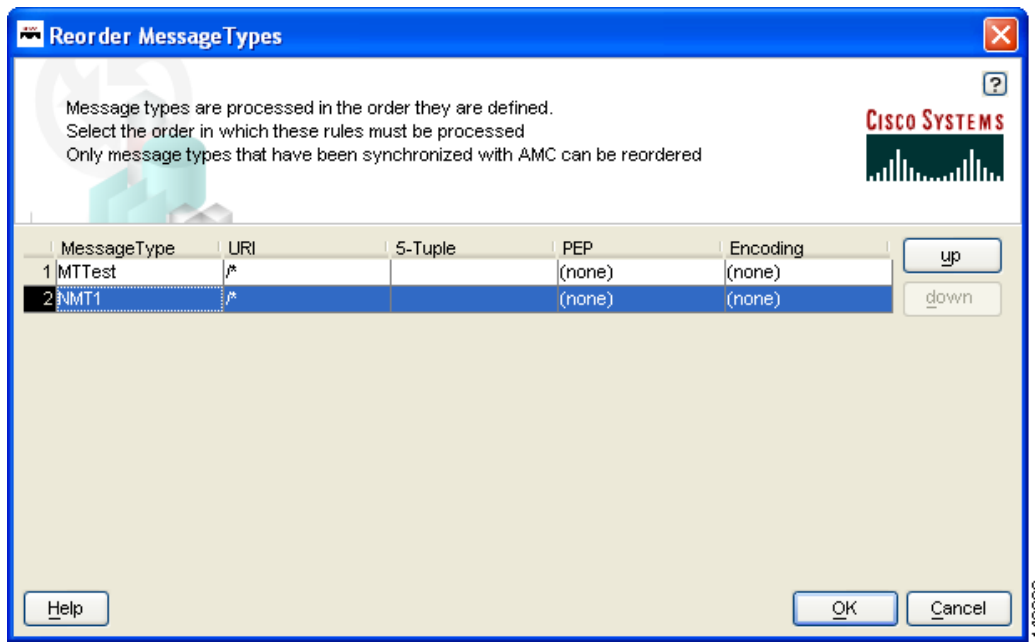 Reorder MessageTypes
?
Message types are processed in the order they are defined.
Select the order in which these rules must be processed
Only message types that have been synchronized with AMC can be reordered
CISCO SYSTEMS
MessageType URI 5-Tuple PEP Encoding
1 MTTest /* (none) (none)
2 NMT1 /* (none) (none)
up
down
Help
OK
Cancel